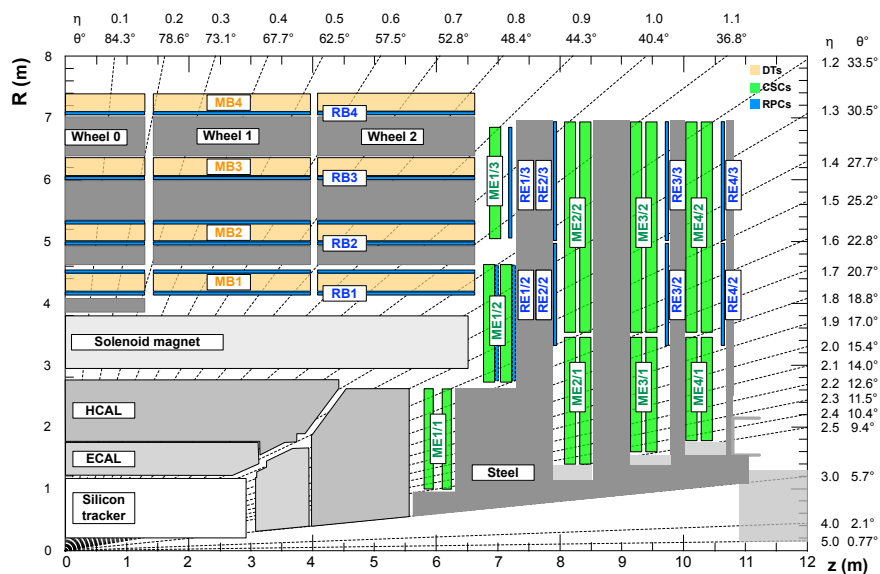 η 0.1 0.2 0.3 0.4 0.5 0.6 0.7 0.8 0.9 1.0 1.1
θ° 84.3° 78.6° 73.1° 67.7° 62.5° 57.5° 52.8° 48.4° 44.3° 40.4° 36.8° η θ°
R (m)
8
7
6
5
4
3
2
1
0
1.2 33.5°
1.3 30.5°
1.4 27.7°
1.5 25.2°
1.6 22.8°
1.7 20.7°
1.8 18.8°
1.9 17.0°
2.0 15.4°
2.1 14.0°
2.2 12.6°
2.3 11.5°
2.4 10.4°
2.5 9.4°
3.0 5.7°
4.0 2.1°
5.0 0.77°
DTs
CSCs
RPCs
MB4
RB4
Wheel 0
Wheel 1
Wheel 2
MB3
RB3
MB2
RB2
MB1
RB1
Solenoid magnet
HCAL
ECAL
Silicon
tracker
Steel
ME1/3
RE1/3
RE2/3
ME2/2
ME3/2
RE3/3
ME4/2
RE4/3
ME1/2
RE1/2
RE2/2
RE3/2
RE4/2
ME1/1
ME2/1
ME3/1
ME4/1
0 1 2 3 4 5 6 7 8 9 10 11 12
z (m)